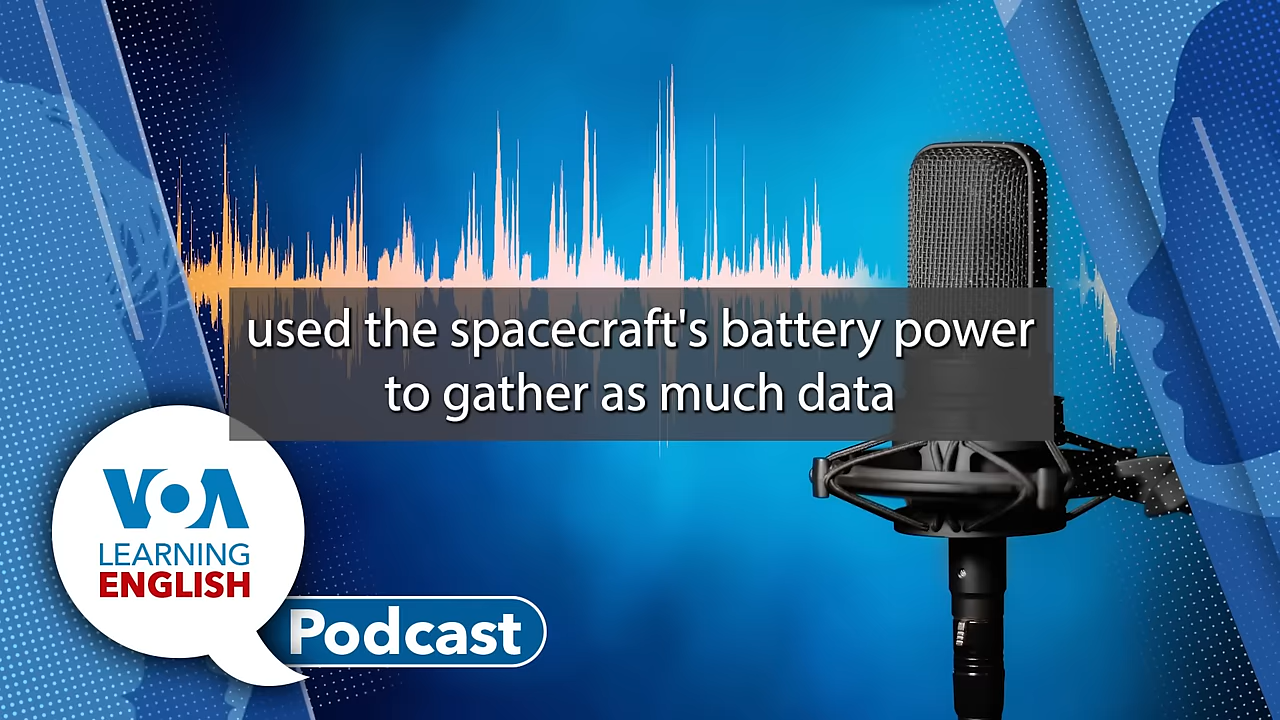 used the spacecraft's battery power
to gather as much data
VOA
LEARNING
ENGLISH
Podcast